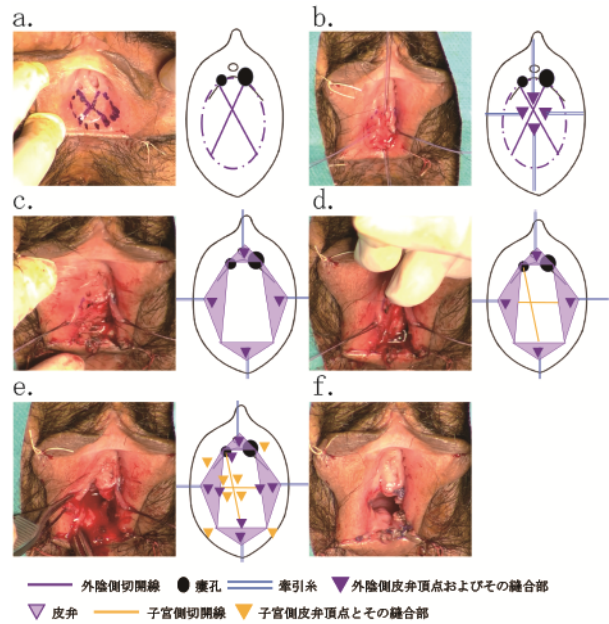 a.
b.
c.
d.
e.
f.
外陰側切開線
瘻孔
牽引糸
外陰側皮弁頂点およびその縫合部
皮弁
子宮側切開線
子宮側皮弁頂点とその縫合部